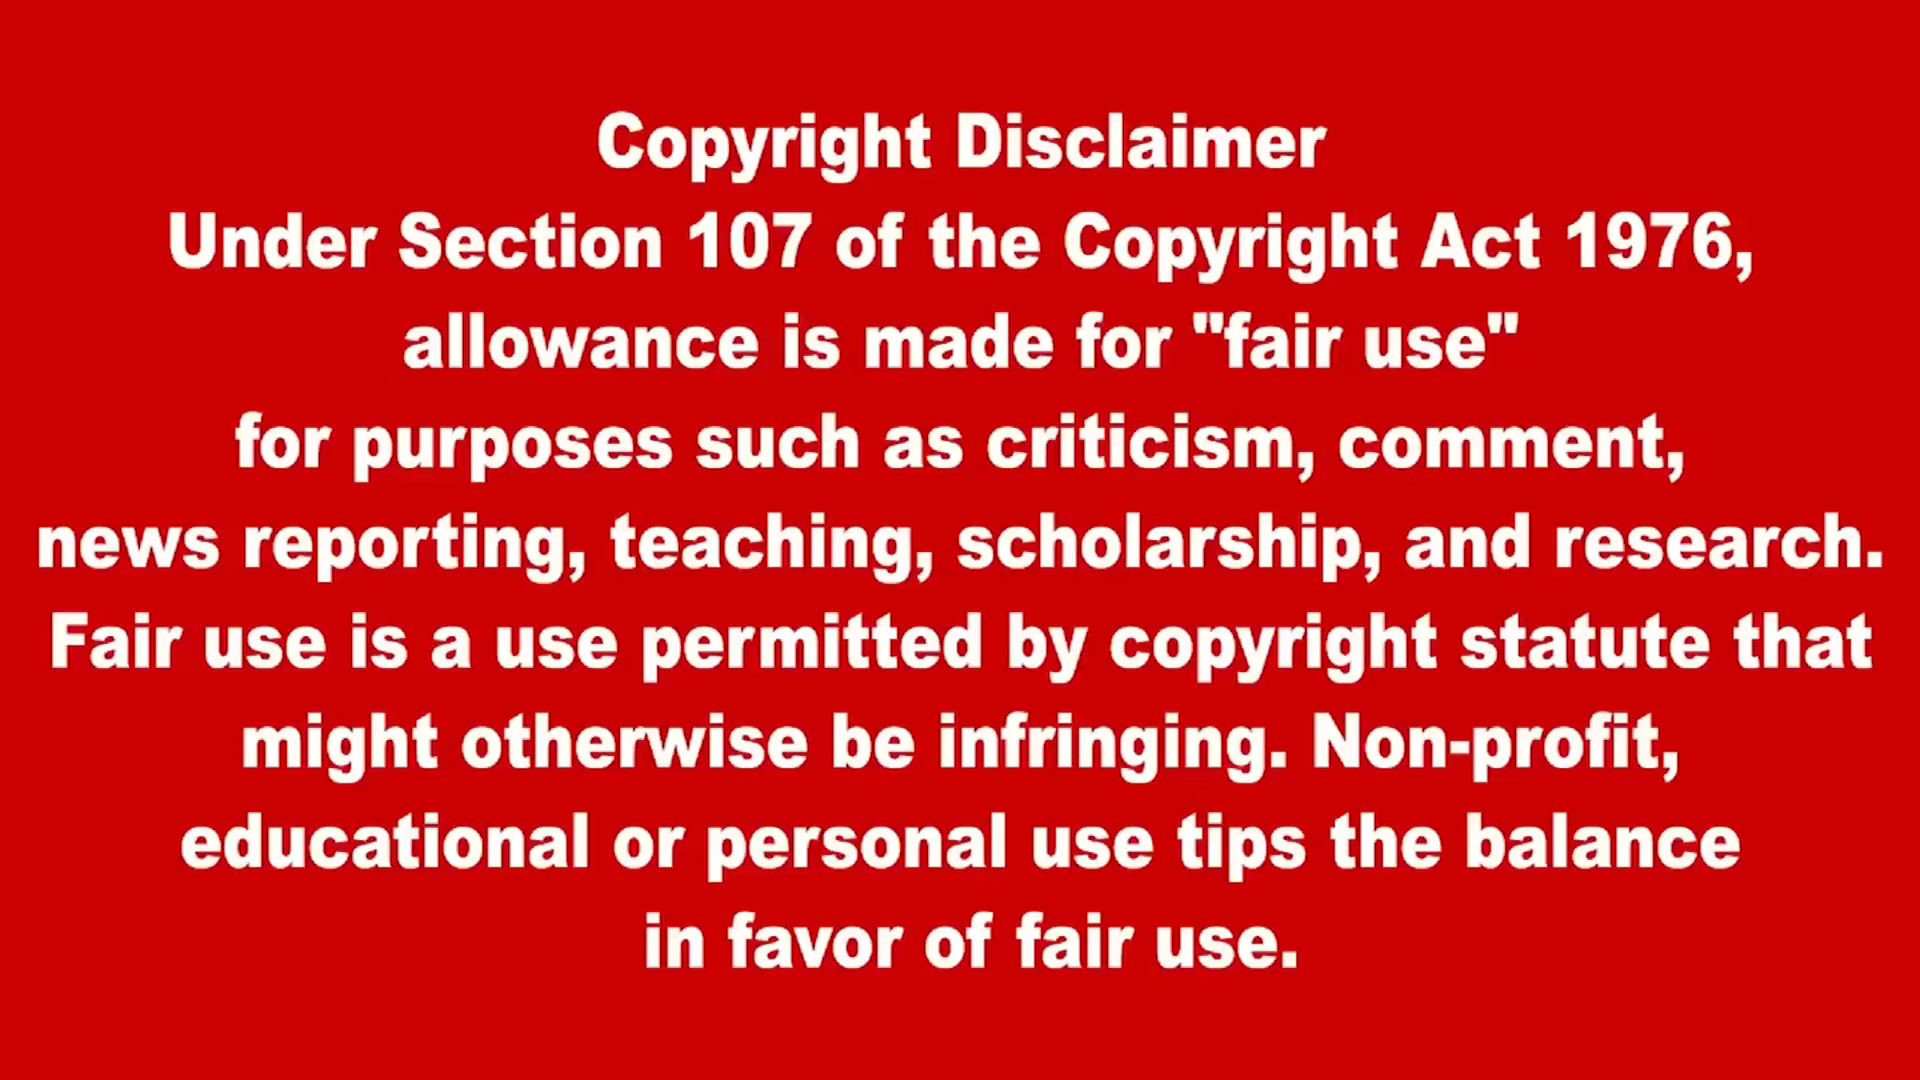 Copyright Disclaimer
Under Section 107 of the Copyright Act 1976,
allowance is made for "fair use"
for purposes such as criticism, comment,
news reporting, teaching, scholarship, and research.
Fair use is a use permitted by copyright statute that
might otherwise be infringing. Non-profit,
educational or personal use tips the balance
in favor of fair use.